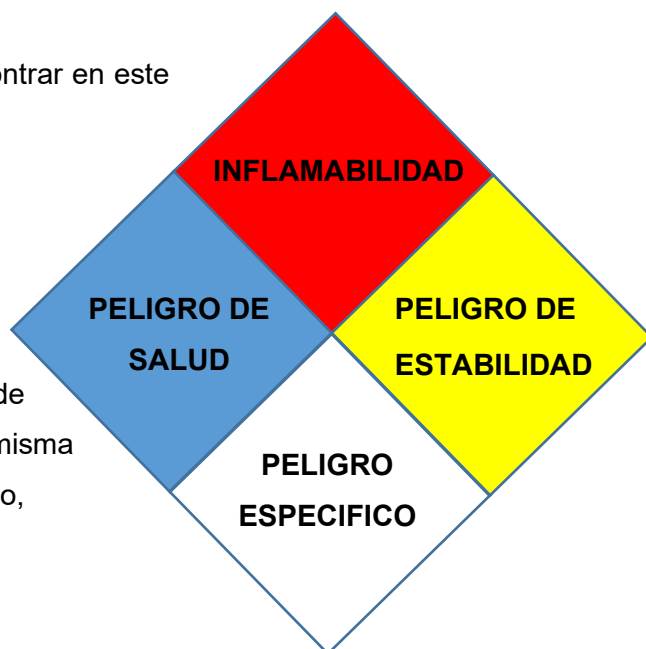 ontrar en este
INFLAMABILIDAD
PELIGRO DE
SALUD
PELIGRO DE
ESTABILIDAD
de
misma
o,
PELIGRO
ESPECIFICO